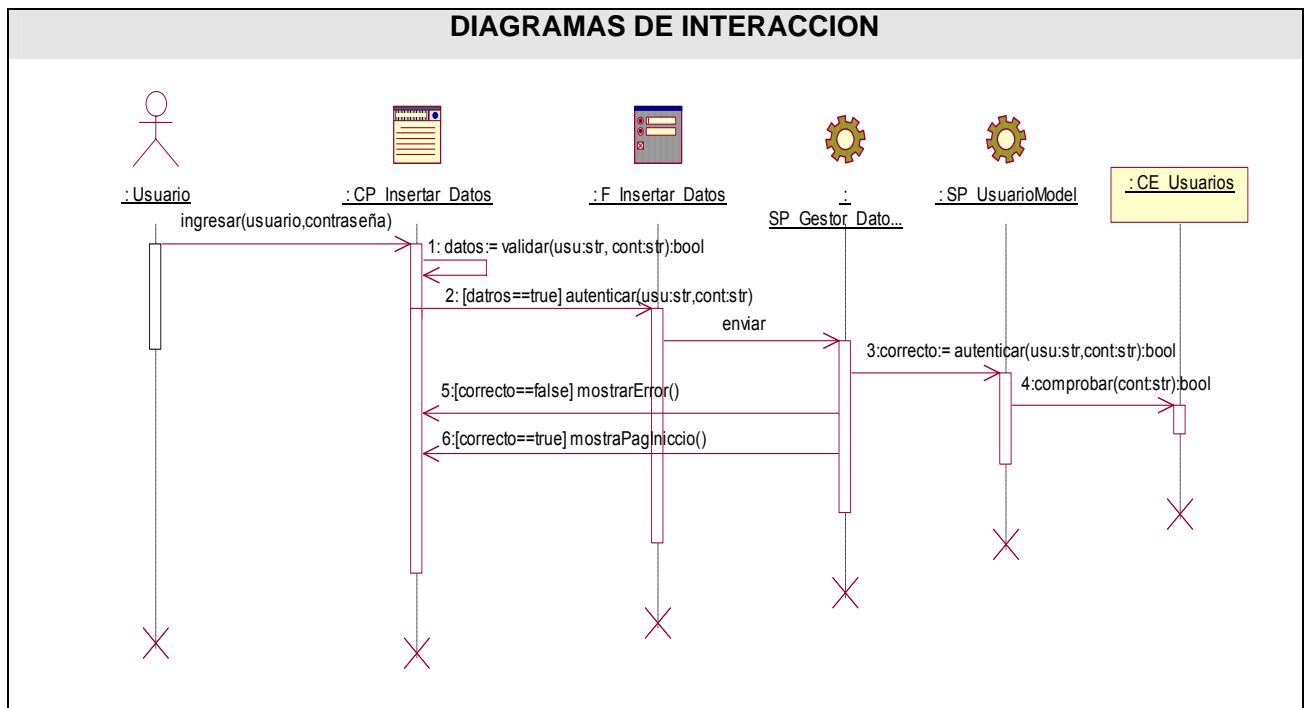 DIAGRAMAS DE INTERACCION
: Usuario
: CP_Insertar_Datos
: F_Insertar_Datos
:
SP_Gestor_Dato...
: SP_UsuarioModel
: CE_Usuarios
ingresar(usuario,contraseña)
1: datos:= validar(usu:str, cont:str):bool
2: [datros==true] autenticar(usu:str,cont:str)
enviar
3:correcto:= autenticar(usu:str,cont:str):bool
4:comprobar(cont:str):bool
5:[correcto==false] mostrarError()
6:[correcto==true] mostraPagIniccio()